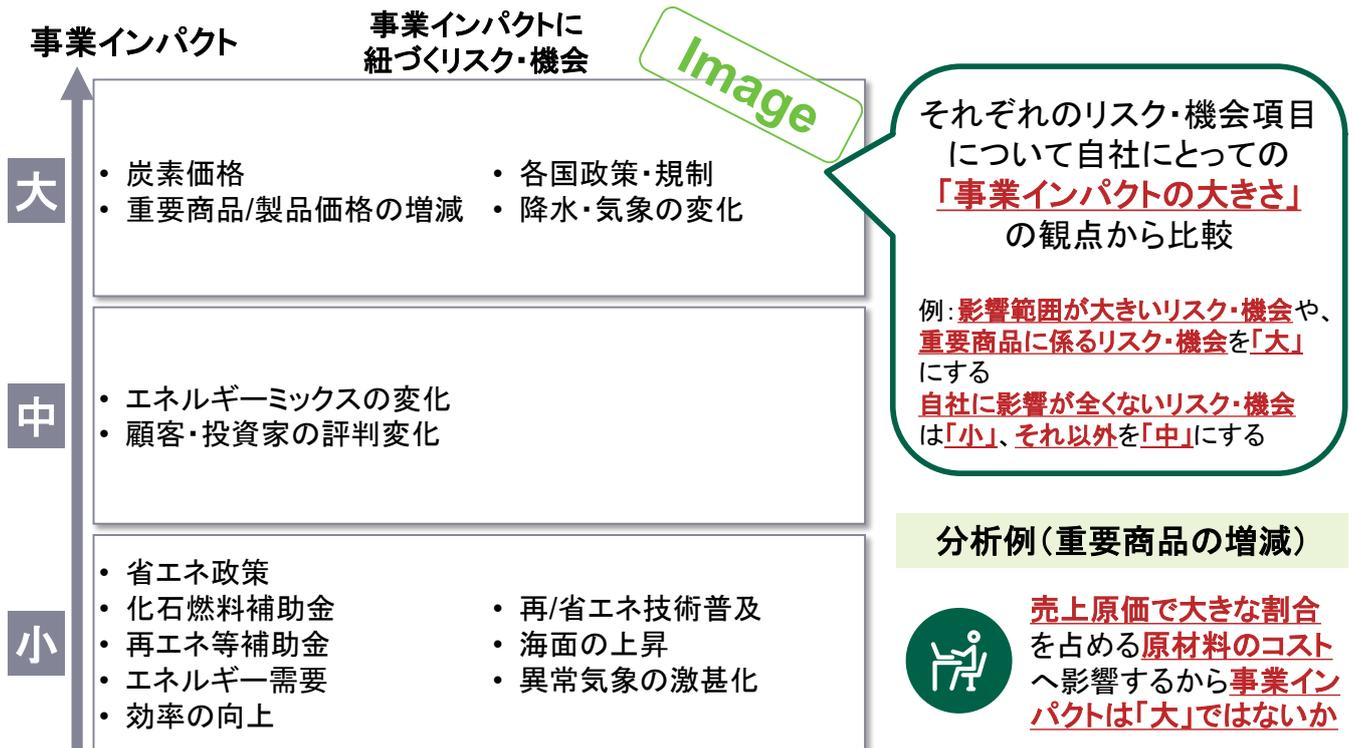 事業インパクト
事業インパクトに
紐づくリスク・機会
Image
大
• 炭素価格
• 重要商品/製品価格の増減
• 各国政策・規制
• 降水・気象の変化
中
• エネルギーミックスの変化
• 顧客・投資家の評判変化
小
• 省エネ政策
• 化石燃料補助金
• 再エネ等補助金
• エネルギー需要
• 効率の向上
• 再/省エネ技術普及
• 海面の上昇
• 異常気象の激甚化
それぞれのリスク・機会項目
について自社にとっての
「事業インパクトの大きさ」
の観点から比較
例：影響範囲が大きいリスク・機会や、
重要商品に係るリスク・機会を「大」
にする
自社に影響が全くないリスク・機会
は「小」、それ以外を「中」にする
分析例（重要商品の増減）
売上原価で大きな割合
を占める原材料のコスト
へ影響するから事業イン
パクトは「大」ではないか